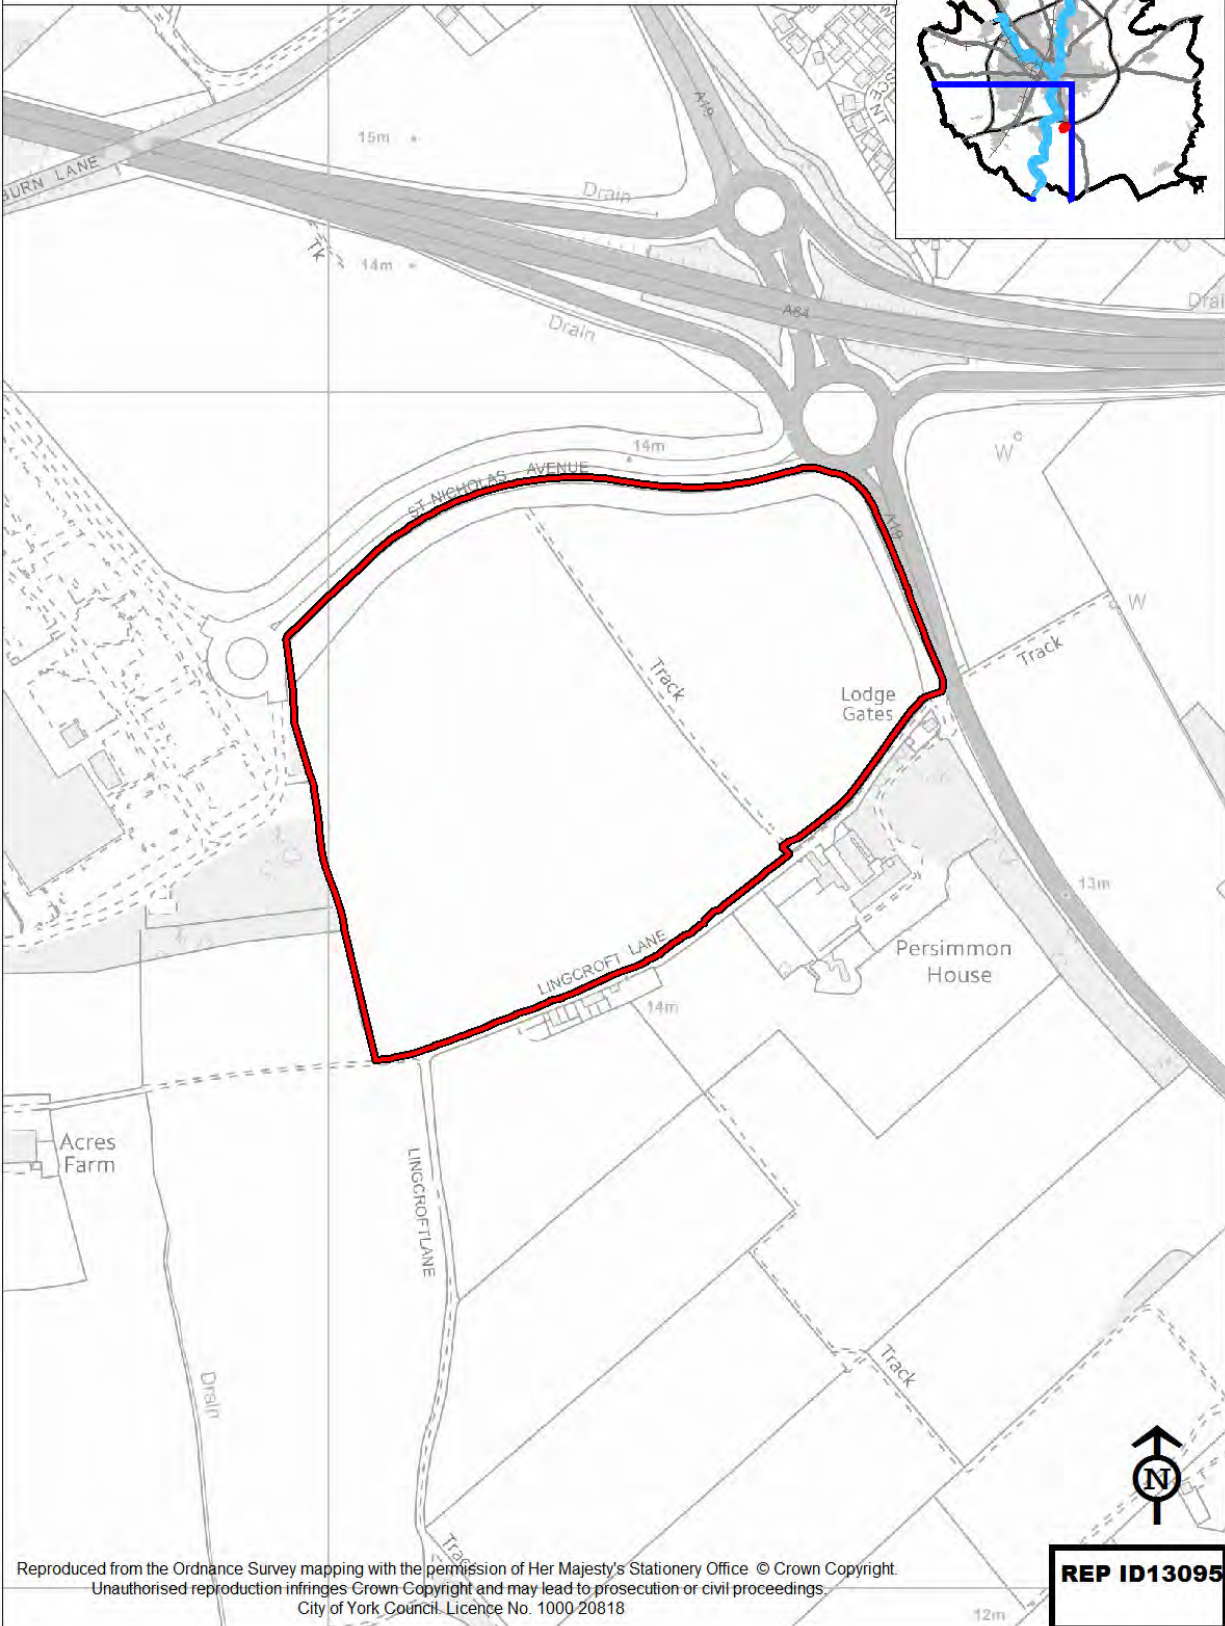 A19
15m
BURN LANE
Drain
Tk
14m
A64
Drain
14m
W
ST NICHOLAS AVENUE
A19
W
Track
Track
Lodge
Gates
13m
Persimmon
House
LINGCROFT LANE
14m
Acres
Farm
LINGCROFTLANE
Track
Drain
N
Track
Reproduced from the Ordnance Survey mapping with the permission of Her Majesty's Stationery Office © Crown Copyright.
Unauthorised reproduction infringes Crown Copyright and may lead to prosecution or civil proceedings.
City of York Council. Licence No. 1000 20818
REP ID13095
12m